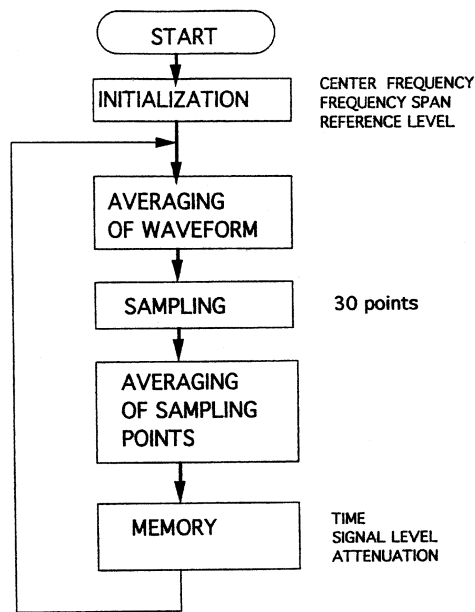 START
INITIALIZATION
CENTER FREQUENCY
FREQUENCY SPAN
REFERENCE LEVEL
AVERAGING
OF WAVEFORM
SAMPLING
30 points
AVERAGING
OF SAMPLING
POINTS
MEMORY
TIME
SIGNAL LEVEL
ATTENUATION